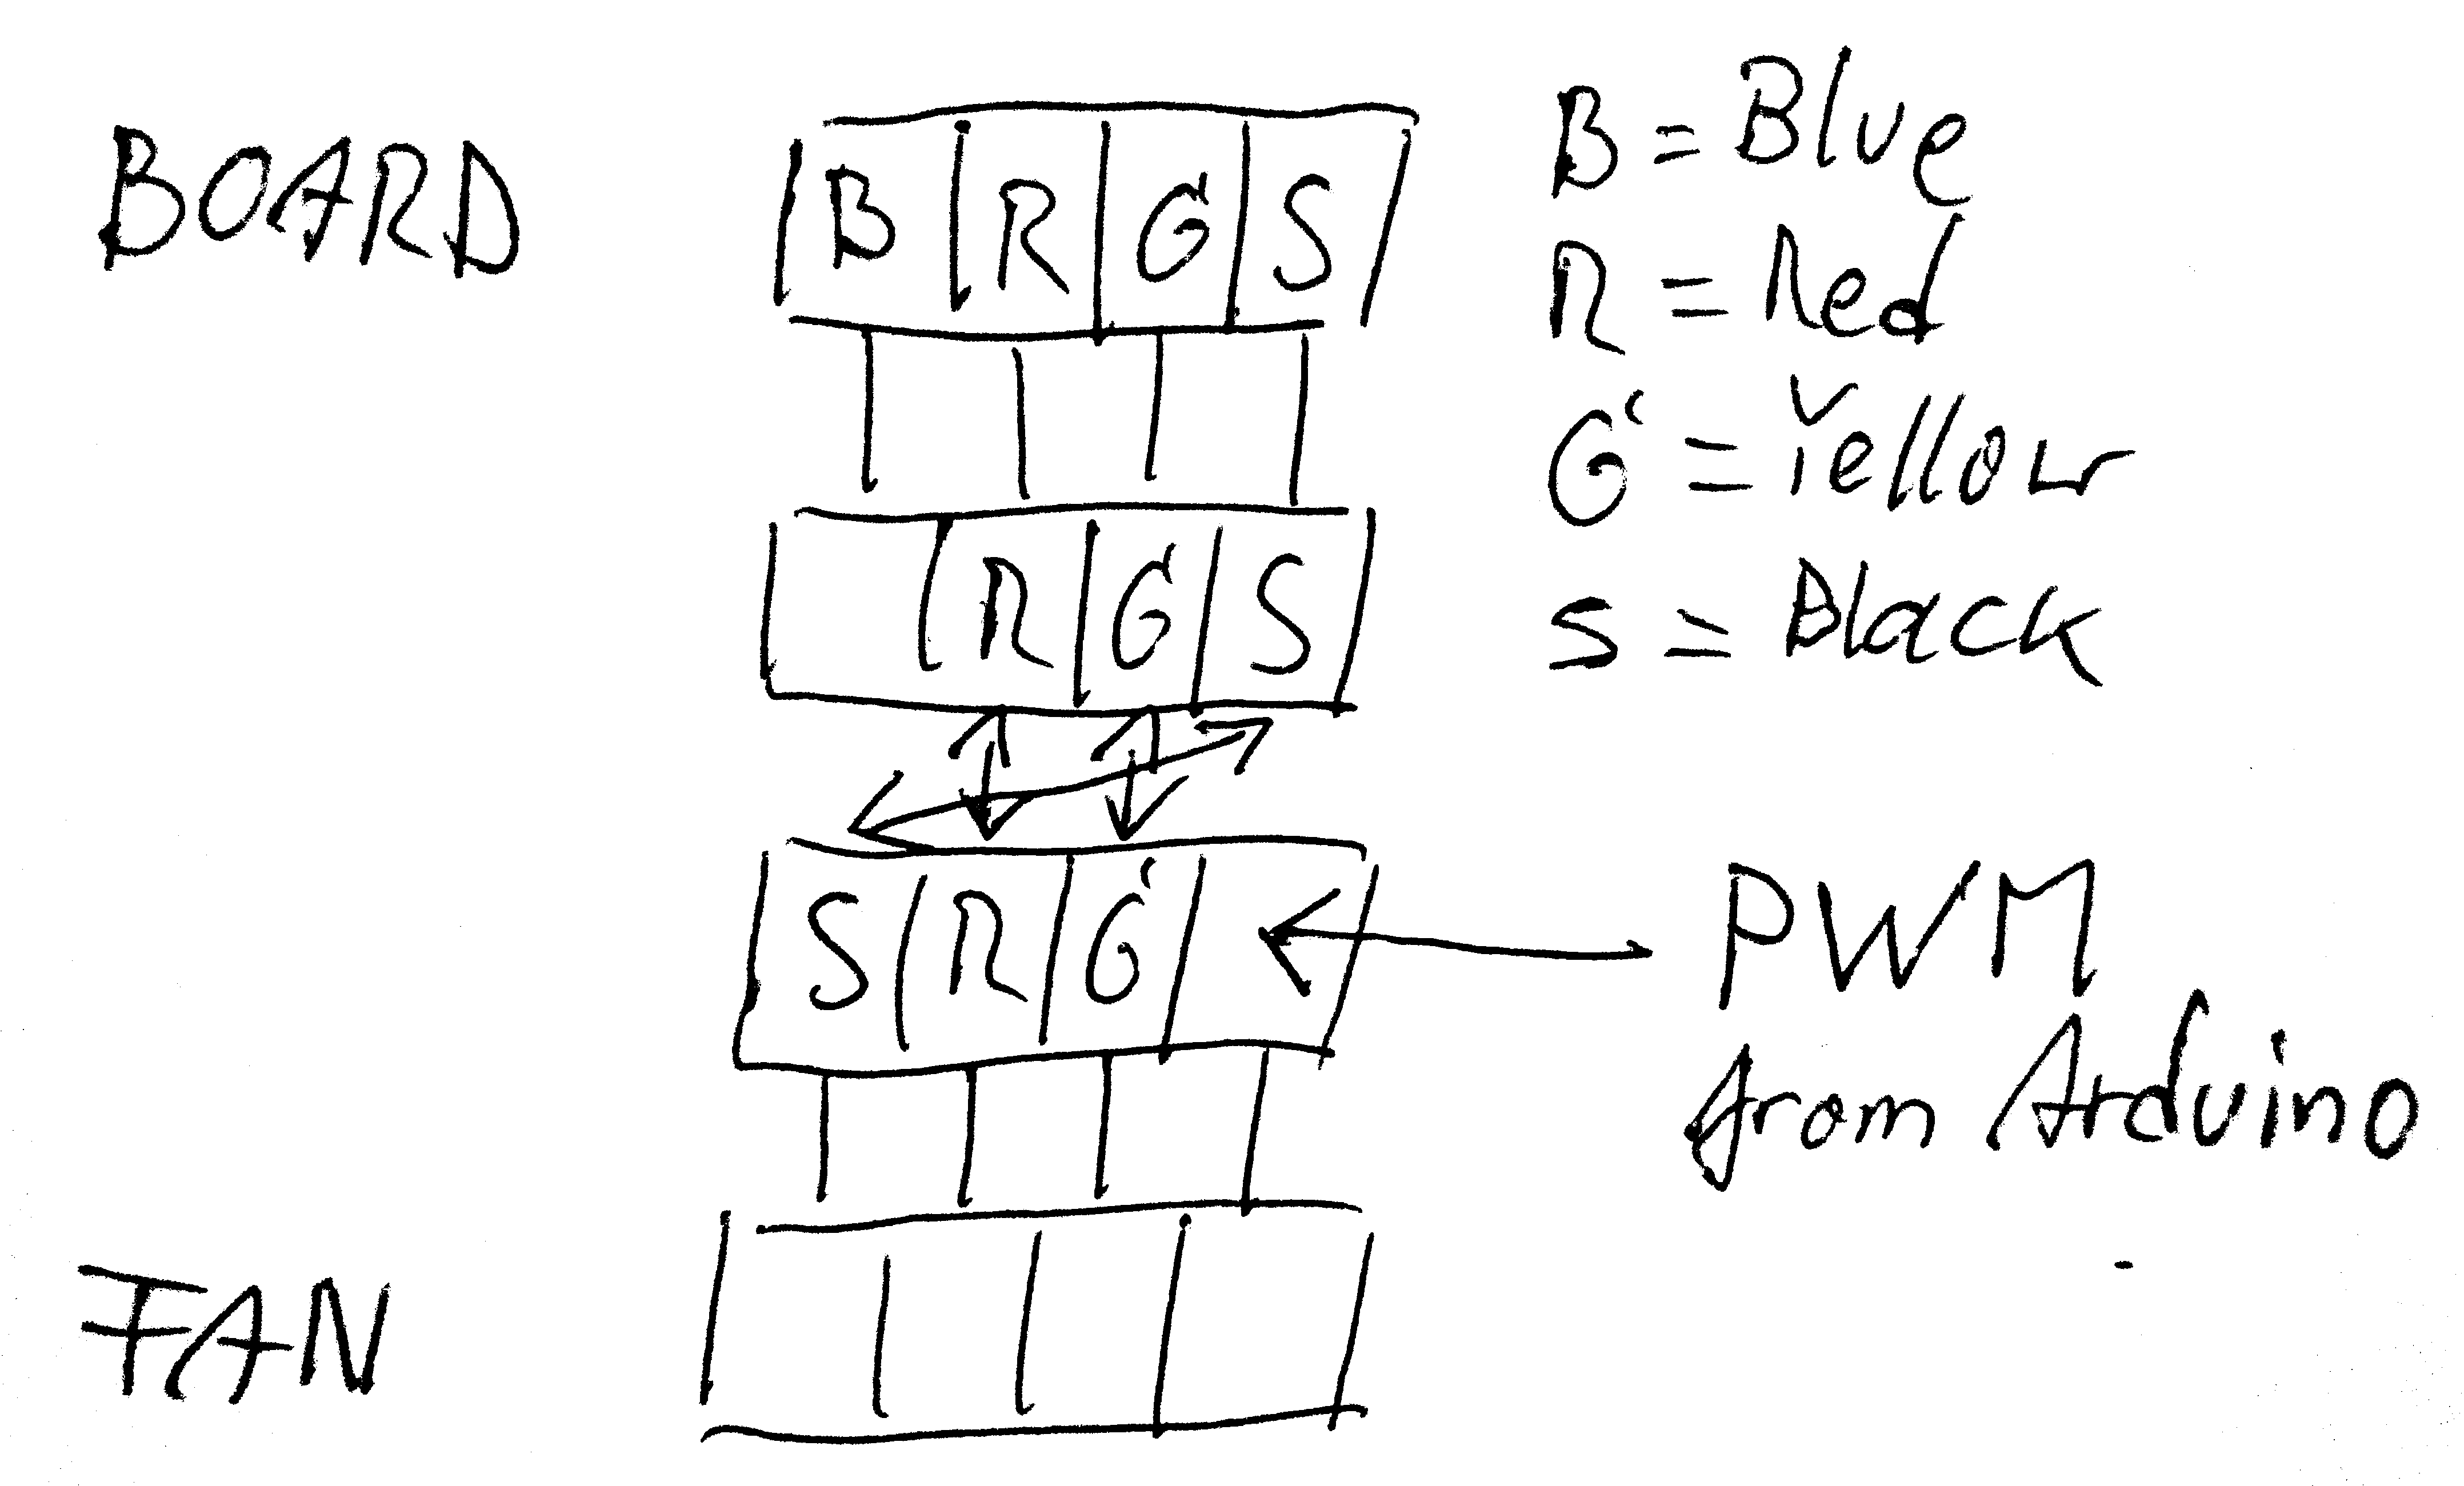 BOARD
B R G S
B = Blue
R = Red
G = Yellow
S = Black
R G S
S R G
PWM
from Arduino
FAN